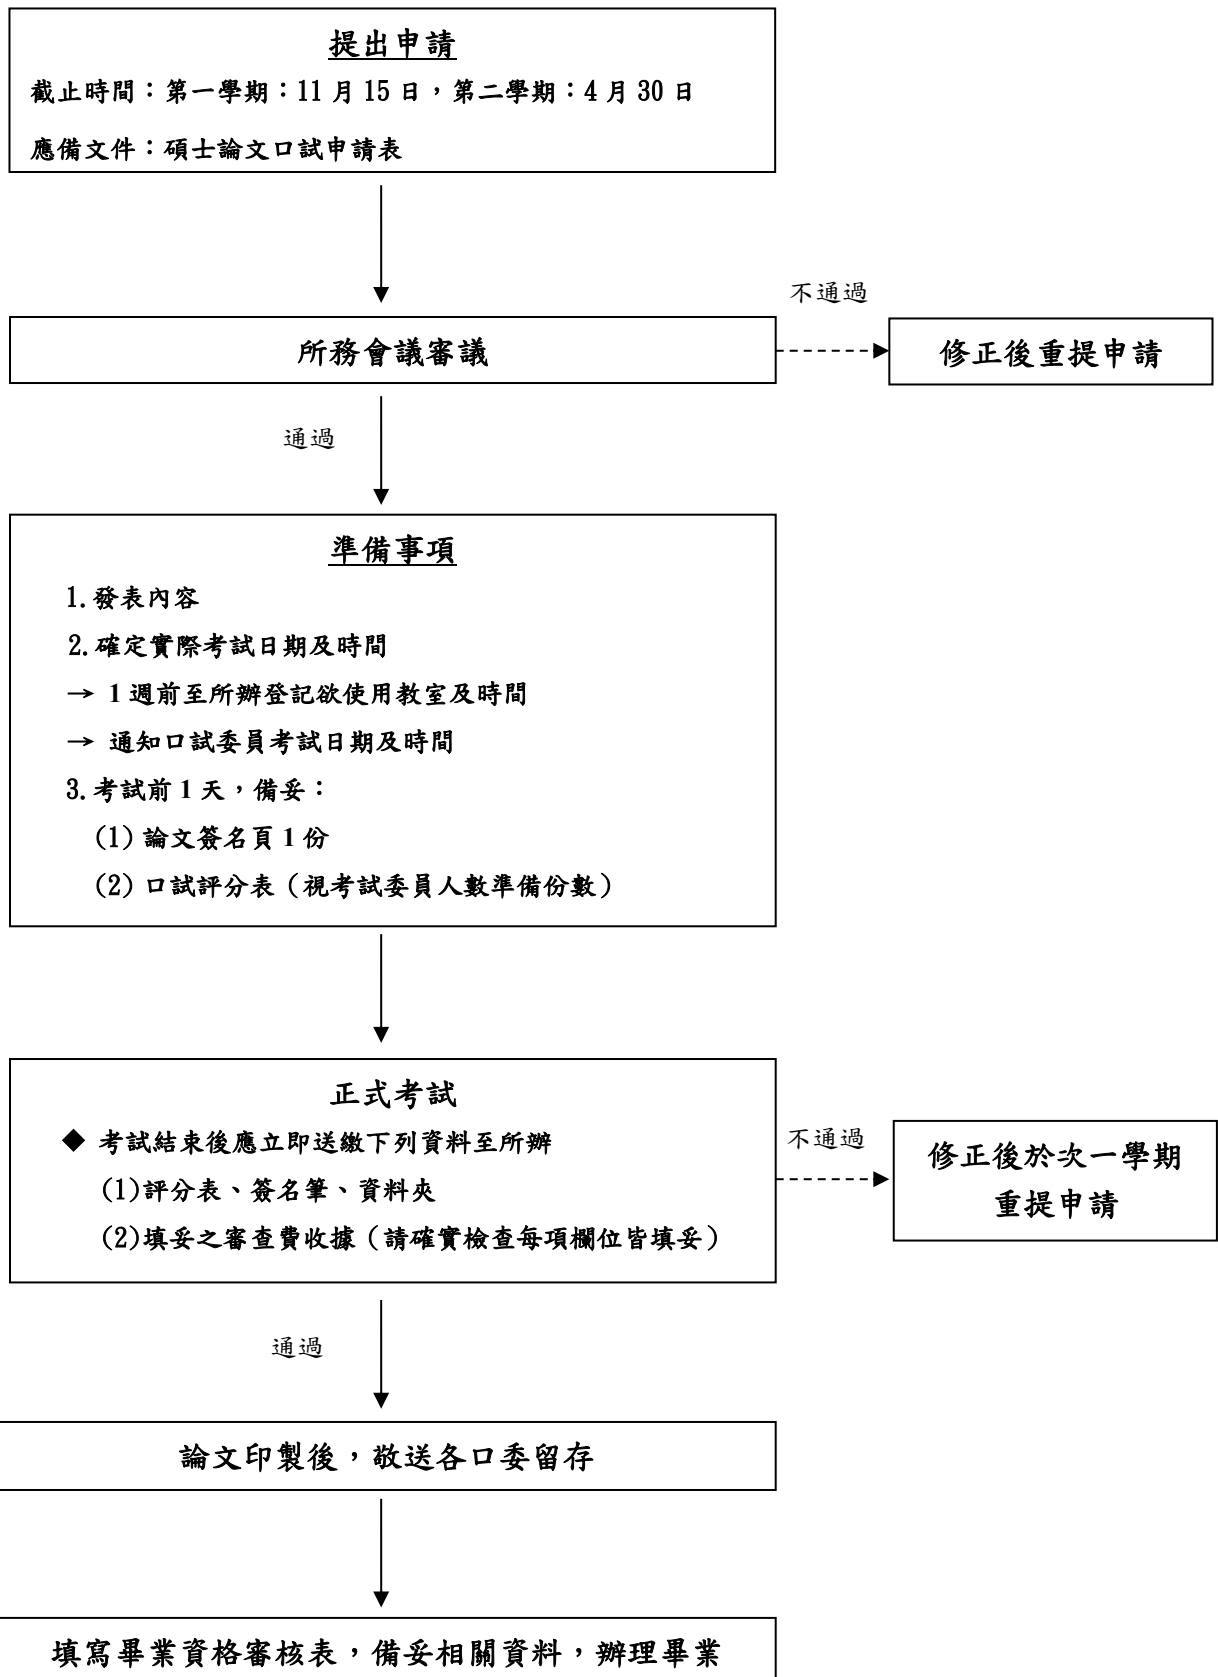 提出申請
截止時間：第一學期：11 月 15 日，第二學期：4 月 30 日
應備文件：碩士論文口試申請表
不通過
所務會議審議
修正後重提申請
通過
準備事項
1.發表內容
2.確定實際考試日期及時間
→ 1 週前至所辦登記欲使用教室及時間
→ 通知口試委員考試日期及時間
3.考試前 1 天，備妥：
(1) 論文簽名頁 1 份
(2) 口試評分表（視考試委員人數準備份數）
正式考試
◆ 考試結束後應立即送繳下列資料至所辦
(1)評分表、簽名筆、資料夾
(2)填妥之審查費收據（請確實檢查每項欄位皆填妥）
不通過
修正後於次一學期
重提申請
通過
論文印製後，敬送各口委留存
填寫畢業資格審核表，備妥相關資料，辦理畢業